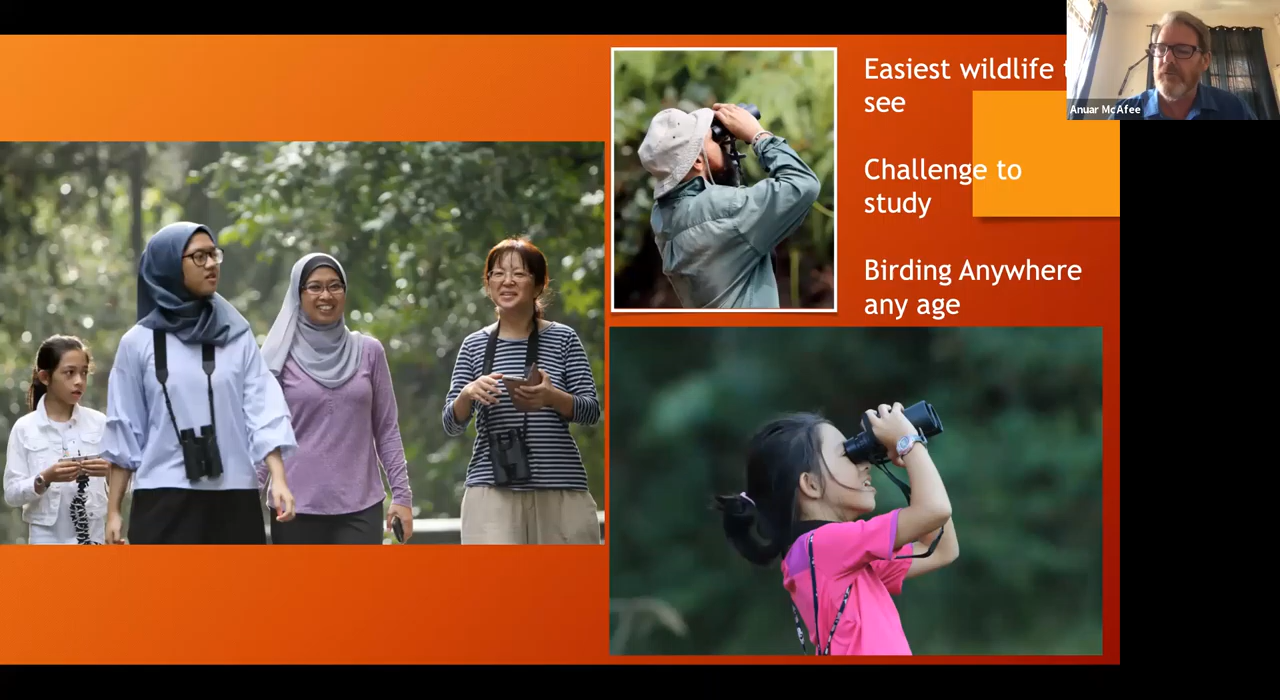 Easiest wildlife
see
Challenge to
study
Birding Anywhere
any age
Anuar McAfee